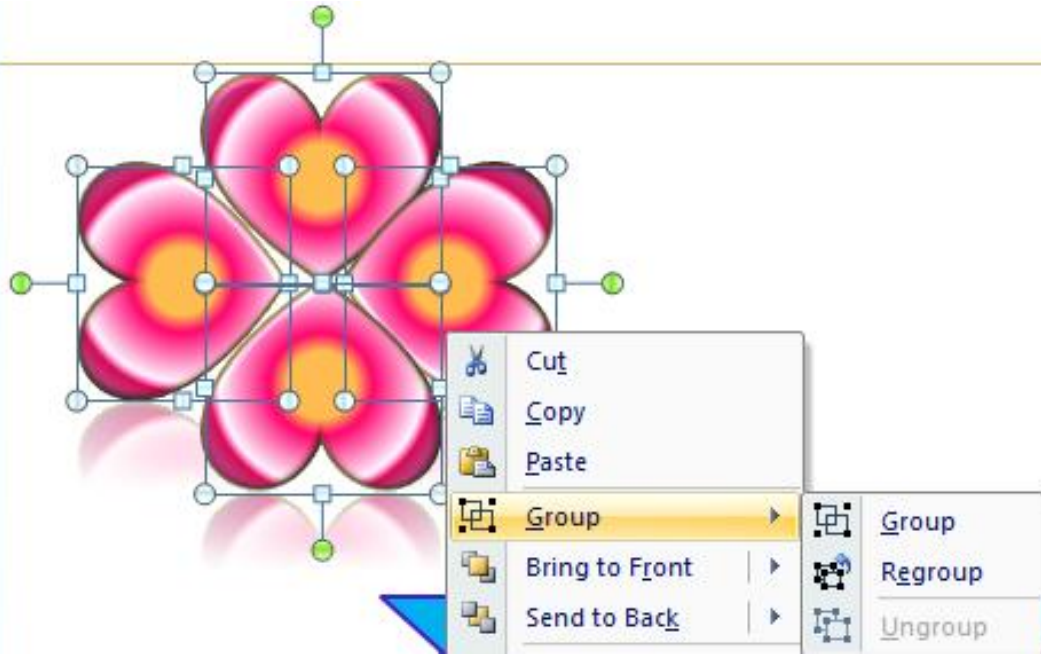 Cut
Copy
Paste
Group
Bring to Front
Send to Back
Group
Regroup
Ungroup